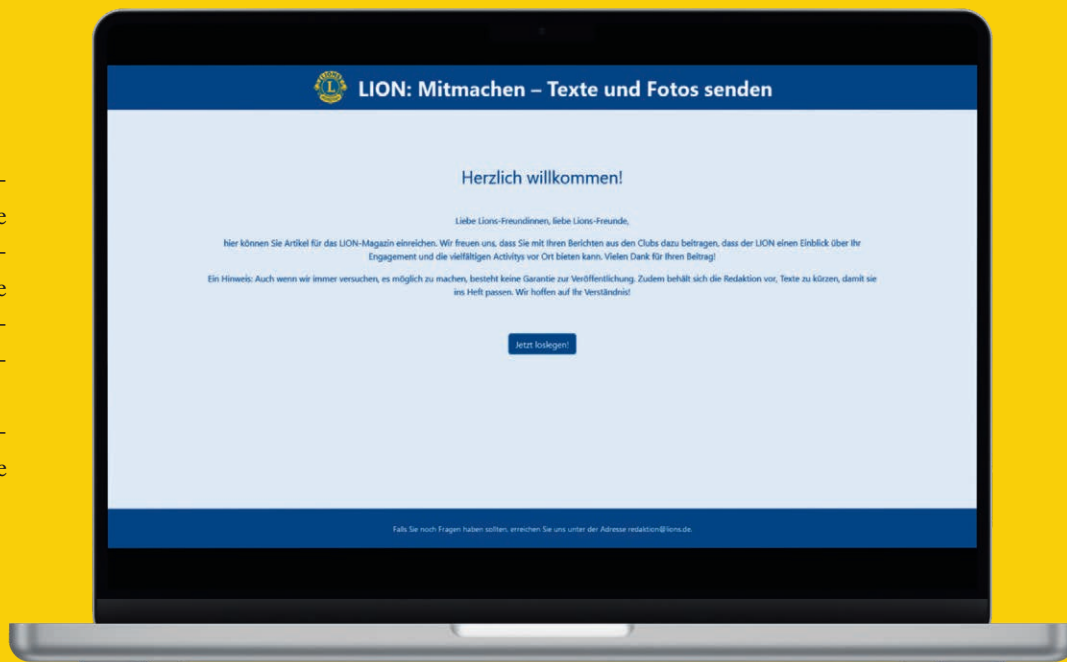 LION: Mitmachen – Texte und Fotos senden
Herzlich willkommen!
Liebe Lions-Freundinnen, liebe Lions-Freunde,
hier können Sie Artikel für das LION-Magazin einreichen. Wir freuen uns, dass Sie mit Ihren Berichten aus den Clubs dazu beitragen, dass der LION einen Einblick über Ihr
Engagement und die vielfältigen Activitys vor Ort bieten kann. Vielen Dank für Ihren Beitrag!
Ein Hinweis: Auch wenn wir immer versuchen, es möglich zu machen, besteht keine Garantie zur Veröffentlichung. Zudem behält sich die Redaktion vor, Texte zu kürzen, damit sie
ins Heft passen. Wir hoffen auf Ihr Verständnis!
Jetzt loslegen!
Falls Sie noch Fragen haben sollten, erreichen Sie uns unter der Adresse redaktion@lions.de.